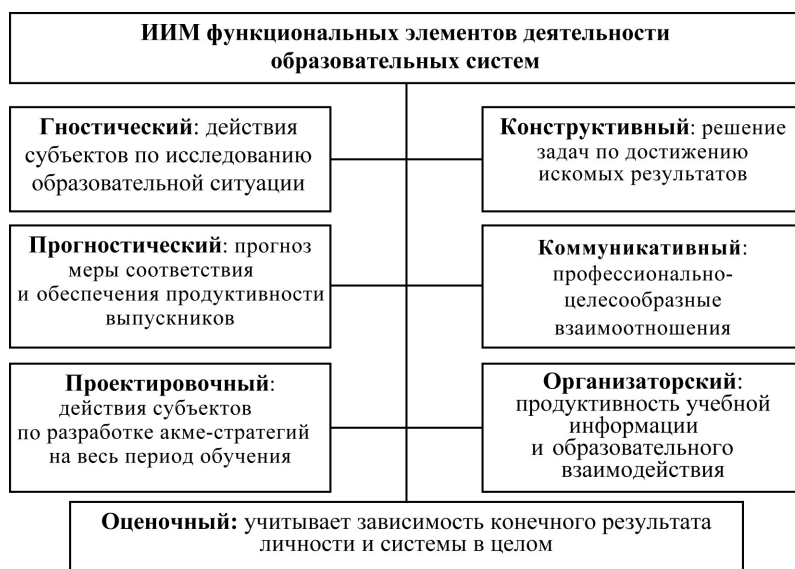 ИИМ функциональных элементов деятельности
образовательных систем
Гностический: действия
субъектов по исследованию
образовательной ситуации
Конструктивный: решение
задач по достижению
искомых результатов
Прогностический: прогноз
меры соответствия
и обеспечения продуктивности
выпускников
Коммуникативный:
профессионально-
целесообразные
взаимоотношения
Проектировочный:
действия субъектов
по разработке акме-стратегий
на весь период обучения
Организаторский:
продуктивность учебной
информации
и образовательного
взаимодействия
Оценочный: учитывает зависимость конечного результата
личности и системы в целом